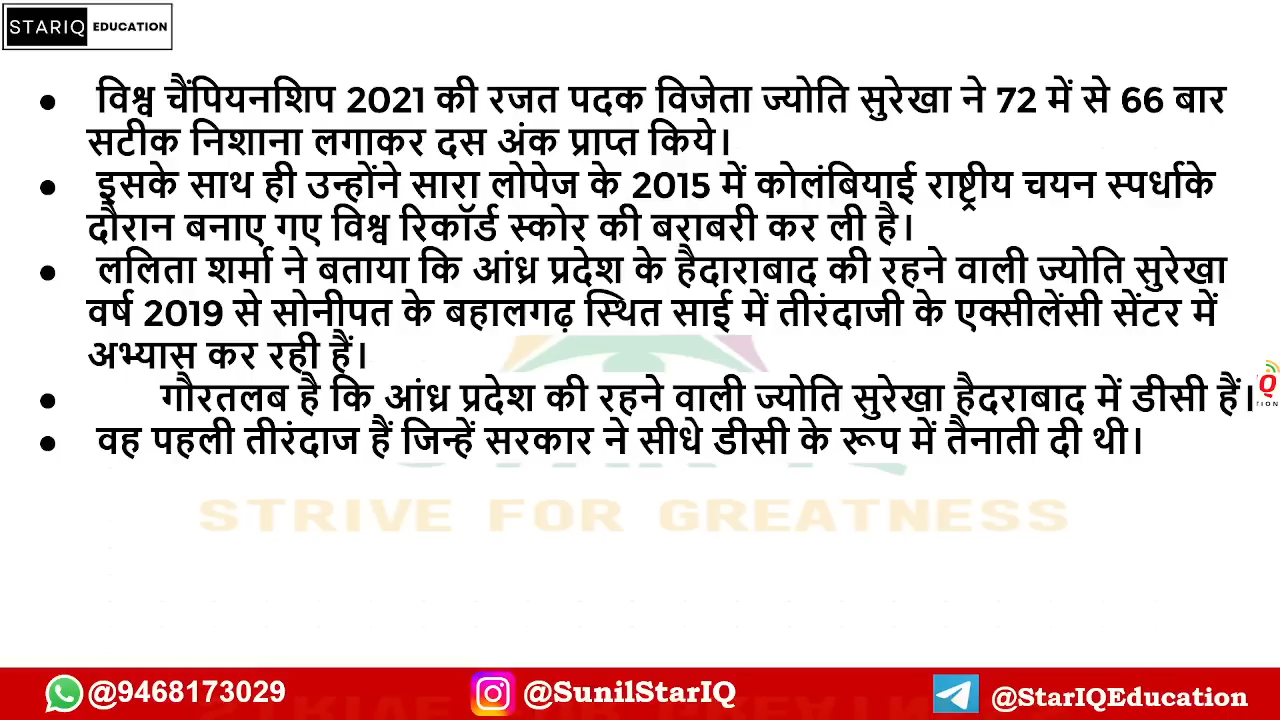 STARIQ EDUCATION
● विश्व चैंपियनशिप 2021 की रजत पदक विजेता ज्योति सुरेखा ने 72 में से 66 बार
सटीक निशाना लगाकर दस अंक प्राप्त किये।
● इसके साथ ही उन्होंने सारा लोपेज के 2015 में कोलंबियाई राष्ट्रीय चयन स्पर्धाके
दौरान बनाए गए विश्व रिकॉर्ड स्कोर की बराबरी कर ली है।
● ललिता शर्मा ने बताया कि आंध्र प्रदेश के हैदाराबाद की रहने वाली ज्योति सुरेखा
वर्ष 2019 से सोनीपत के बहालगढ़ स्थित साई में तीरंदाजी के एक्सीलेंसी सेंटर में
अभ्यास कर रही हैं।
● गौरतलब है कि आंध्र प्रदेश की रहने वाली ज्योति सुरेखा हैदराबाद में डीसी हैं।
● वह पहली तीरंदाज हैं जिन्हें सरकार ने सीधे डीसी के रूप में तैनाती दी थी।
STRIVE FOR GREATNESS
@9468173029 @SunilStarIQ @StarIQEducation